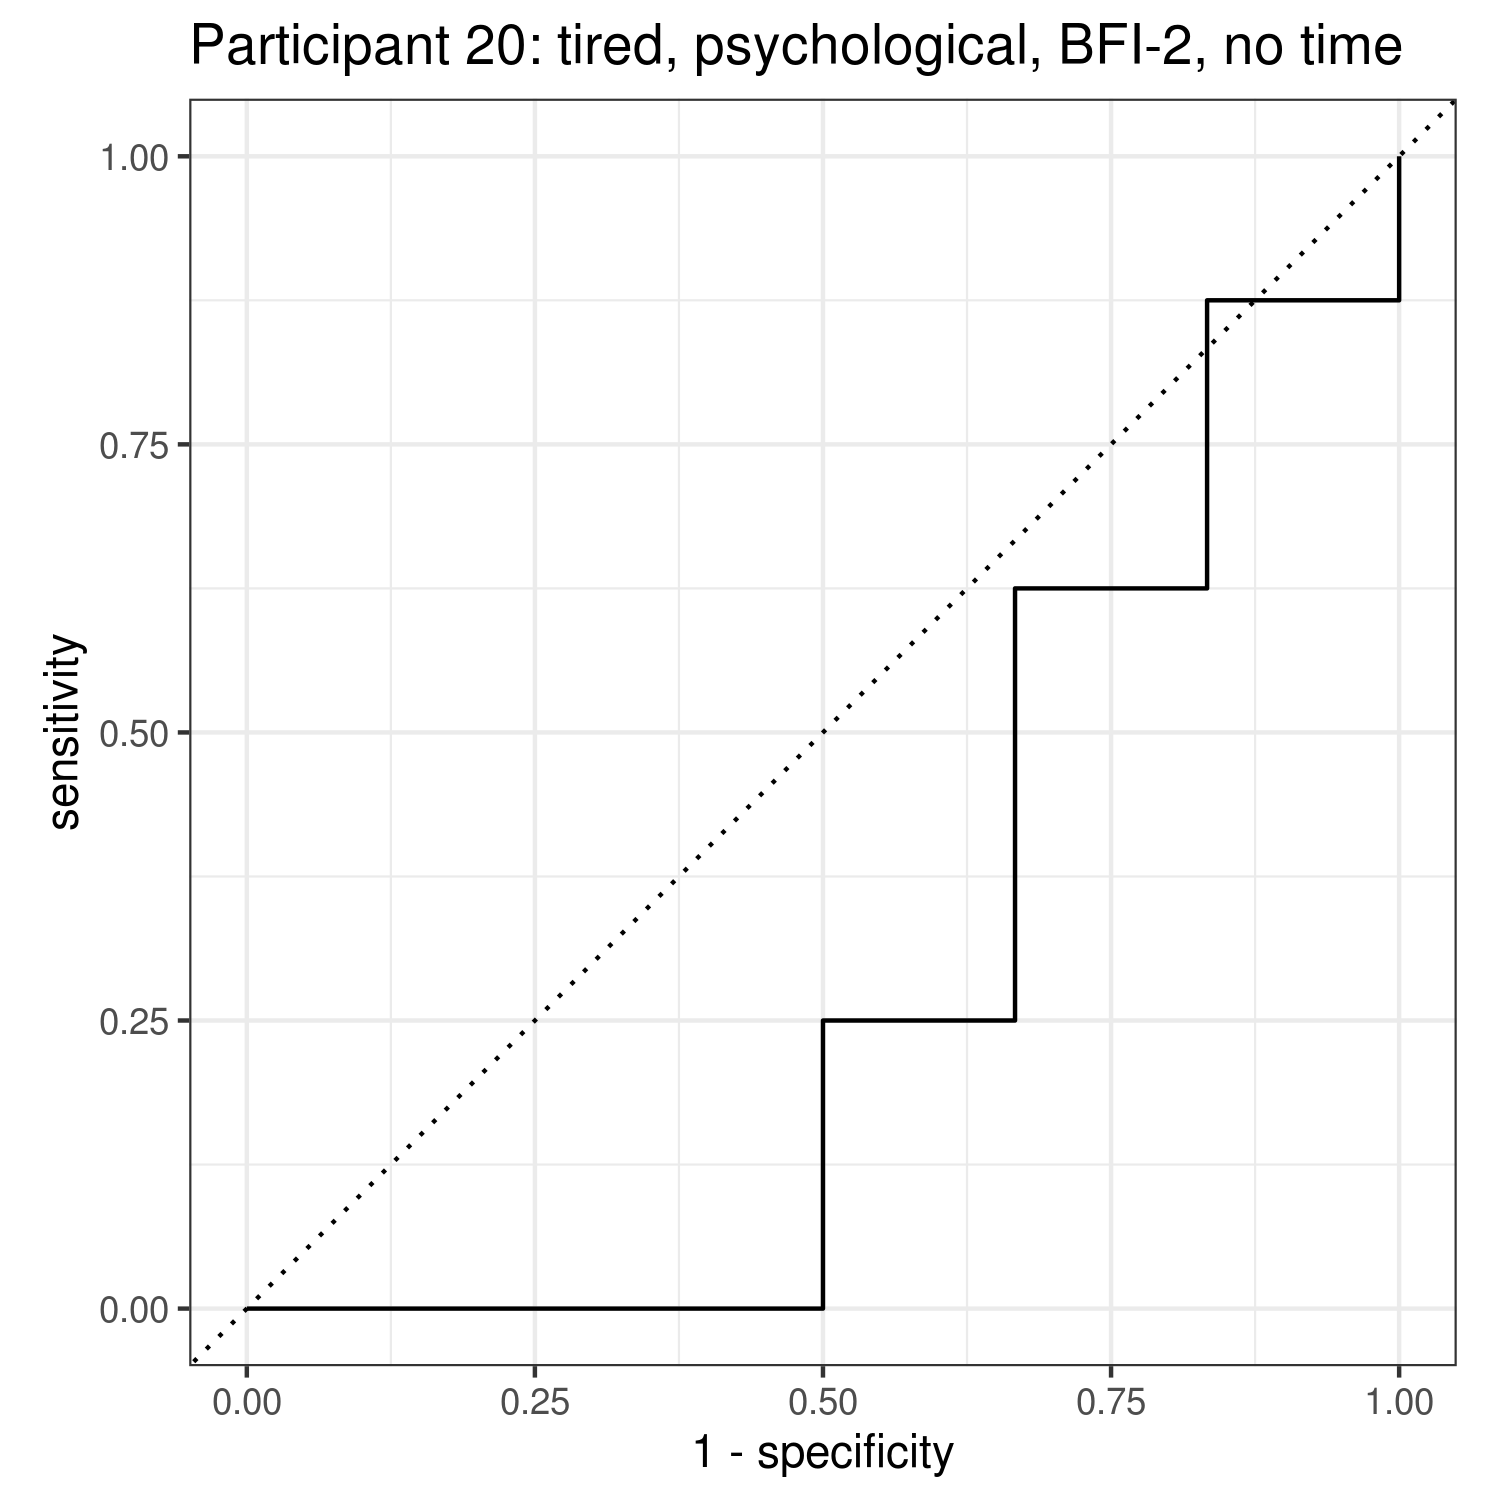 Participant 20: tired, psychological, BFI-2, no time
1.00
0.75
0.50
0.25
0.00
sensitivity
0.00 0.25 0.50 0.75 1.00
1 - specificity